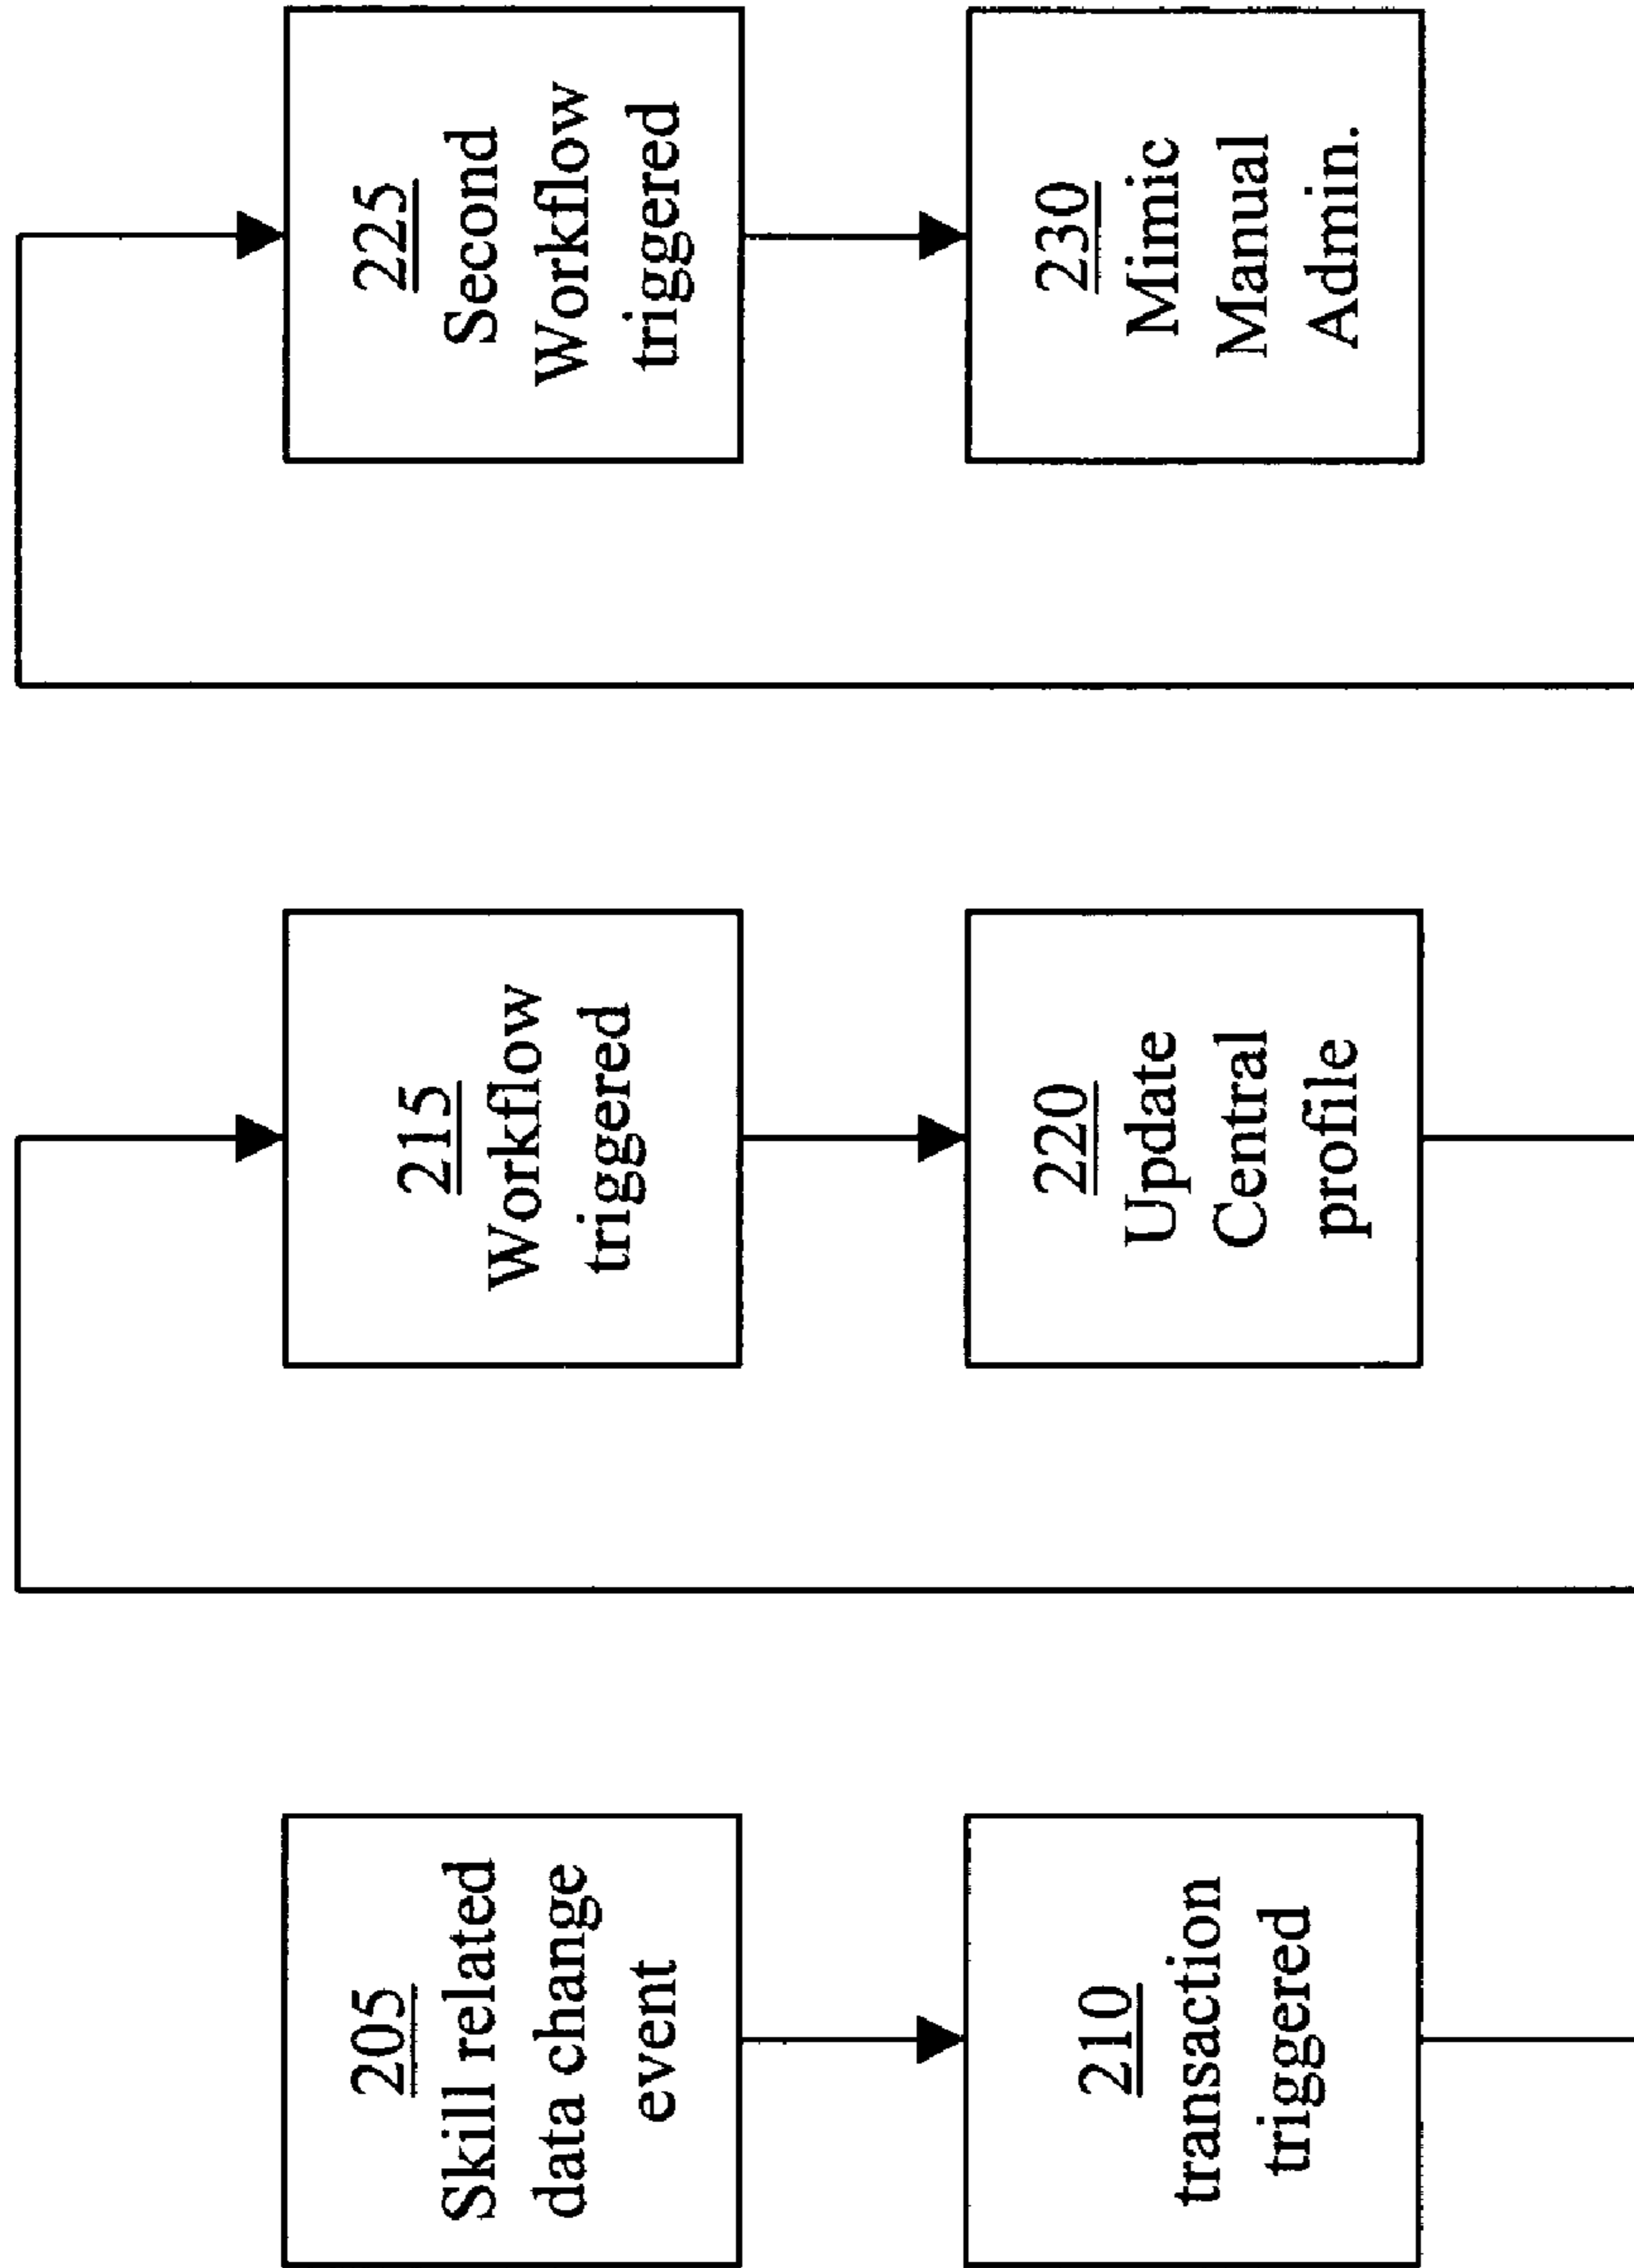 205
Skill related
data change
event
210
transaction
triggered
215
Workflow
triggered
220
Update
Central
profile
225
Second
Workflow
triggered
230
Mimic
Manual
Admin.